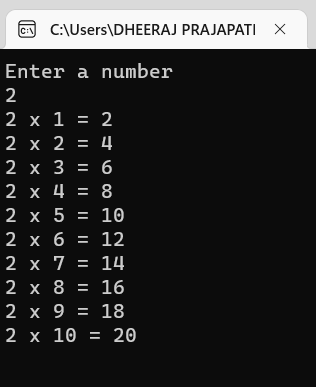 C:\Users\DHEERAJ PRAJAPATI
Enter a number
2
2 x 1 = 2
2 x 2 = 4
2 x 3 = 6
2 x 4 = 8
2 x 5 = 10
2 x 6 = 12
2 x 7 = 14
2 x 8 = 16
2 x 9 = 18
2 x 10 = 20